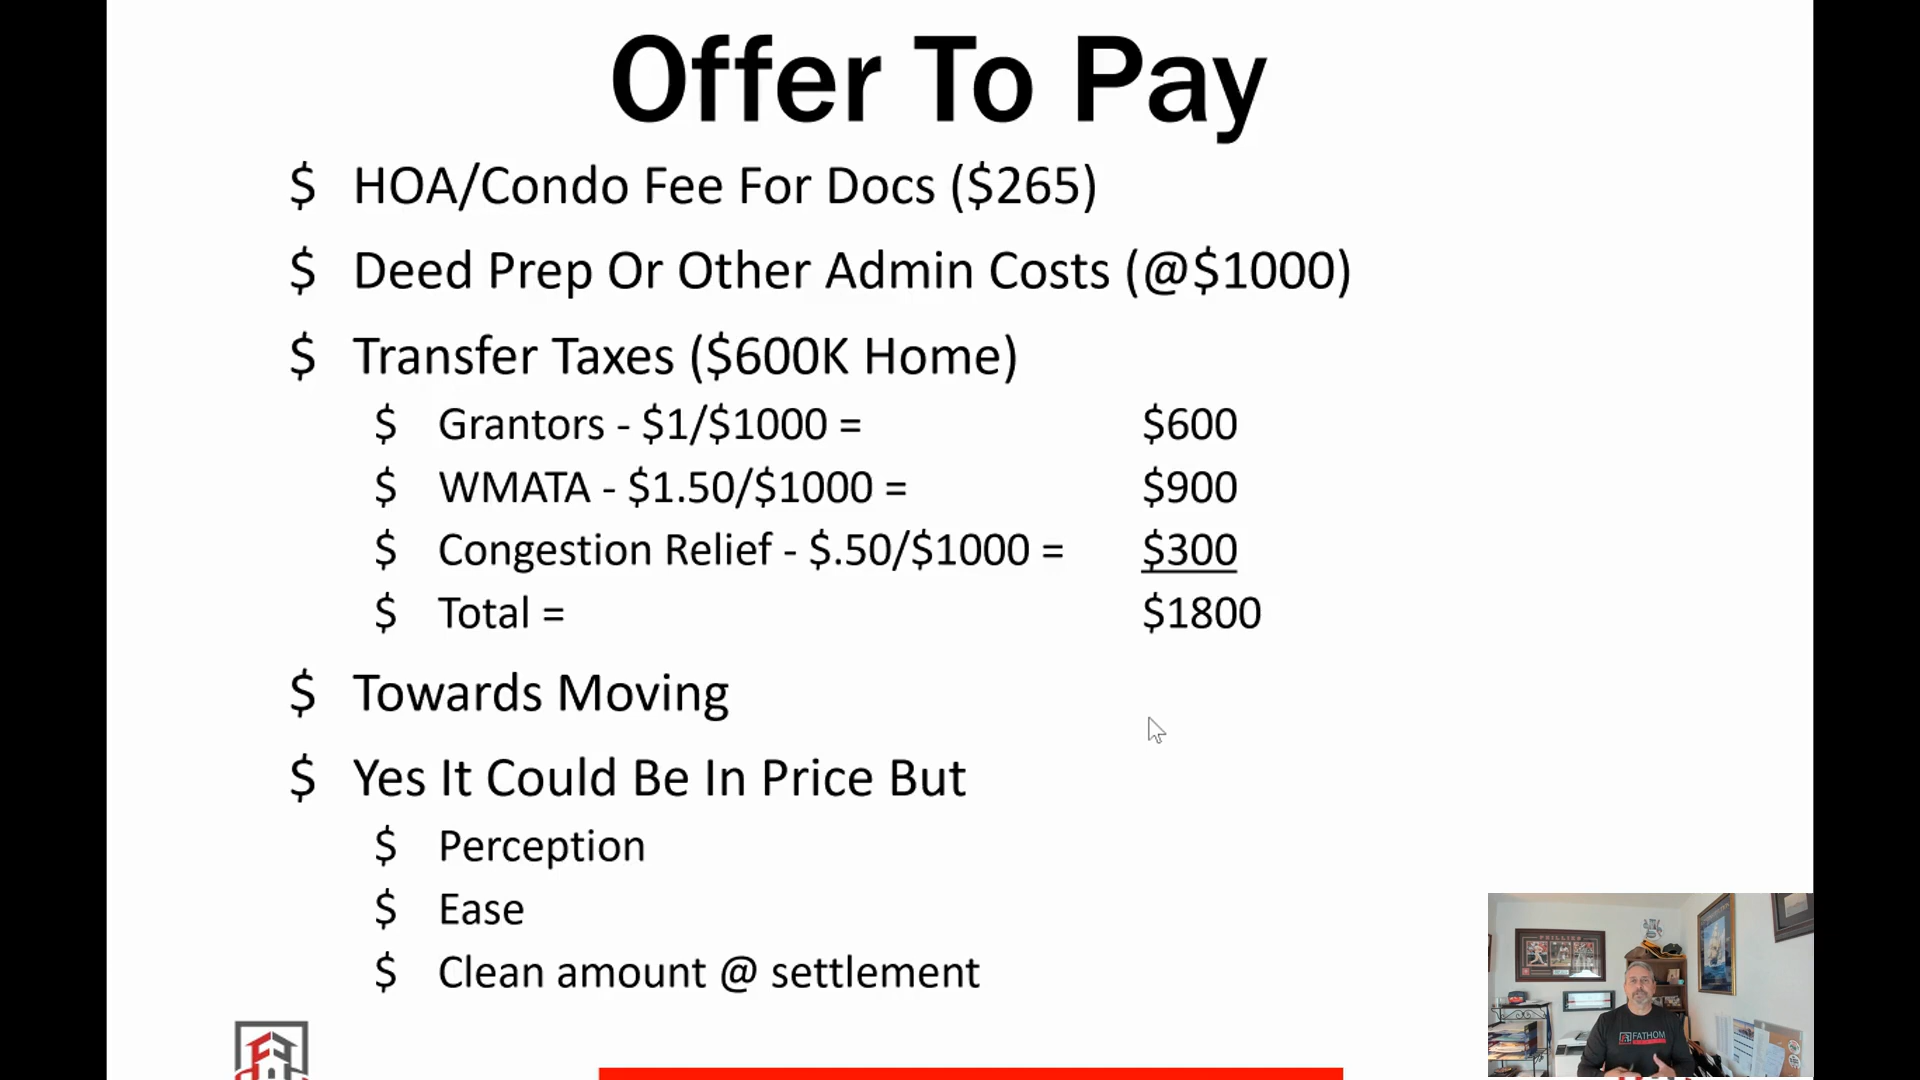 Offer To Pay
$ HOA/Condo Fee For Docs ($265)
$ Deed Prep Or Other Admin Costs (@$1000)
$ Transfer Taxes ($600K Home)
$ Grantors - $1/$1000 = $600
$ WMATA - $1.50/$1000 = $900
$ Congestion Relief - $.50/$1000 = $300
$ Total = $1800
$ Towards Moving
$ Yes It Could Be In Price But
$ Perception
$ Ease
$ Clean amount @ settlement
PHILLIES
FATHOM